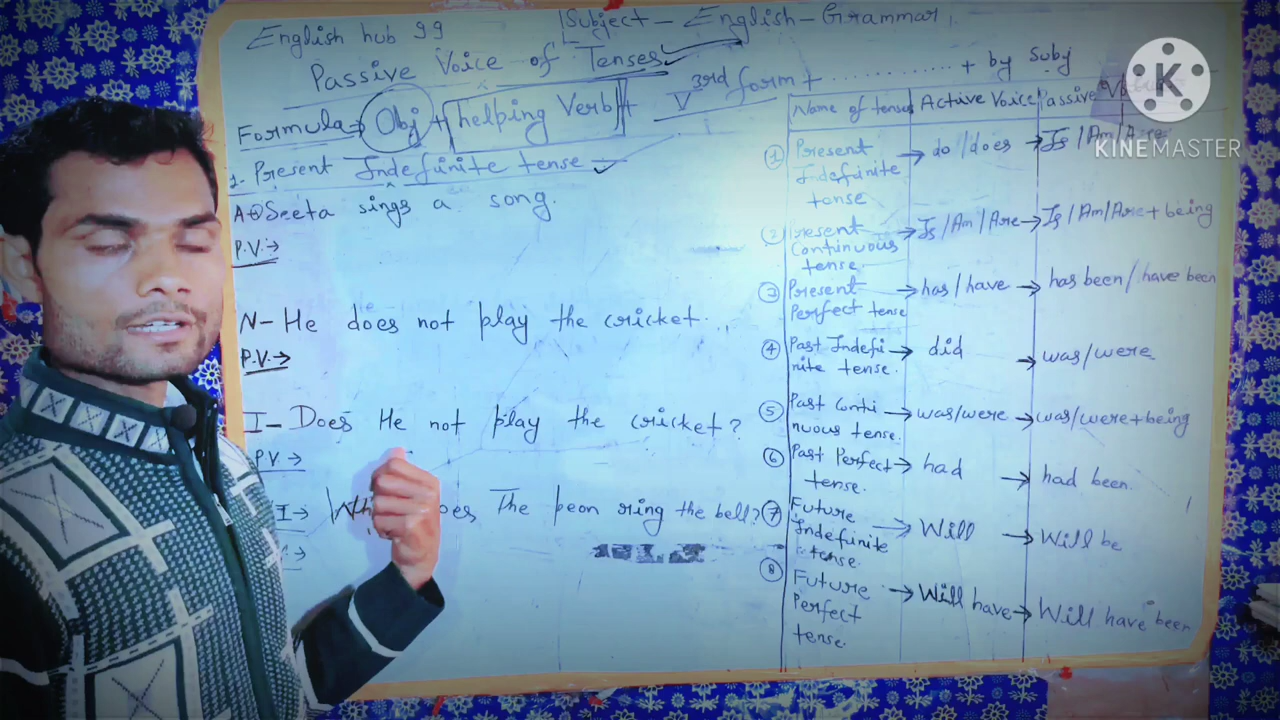 English hub 99
Subject - English - Grammar
Passive Voice of Tenses
Formula → Obj + helping Verb + V 3rd form + ............ + by Subj
1- Present Indefinite tense
A→ Seeta sings a song.
P.V.→
N- He does not play the cricket.
P.V.→
I- Does He not play the cricket?
P.V →
I→ does The peon ring the bell?
Name of tense Active Voice Passive
① Present Indefinite tense → do/does → Is/Am/Are
② Present Continuous tense → Is/Am/Are → Is/Am/Are + being
③ Present Perfect tense → has/have → has been/have been
④ Past Indefinite tense. → did → was/were
⑤ Past Continuous tense. → was/were → was/were + being
⑥ Past Perfect tense. → had → had been.
⑦ Future Indefinite tense. → Will → Will be
⑧ Future Perfect tense. → Will have → Will have been
K
KINEMASTER